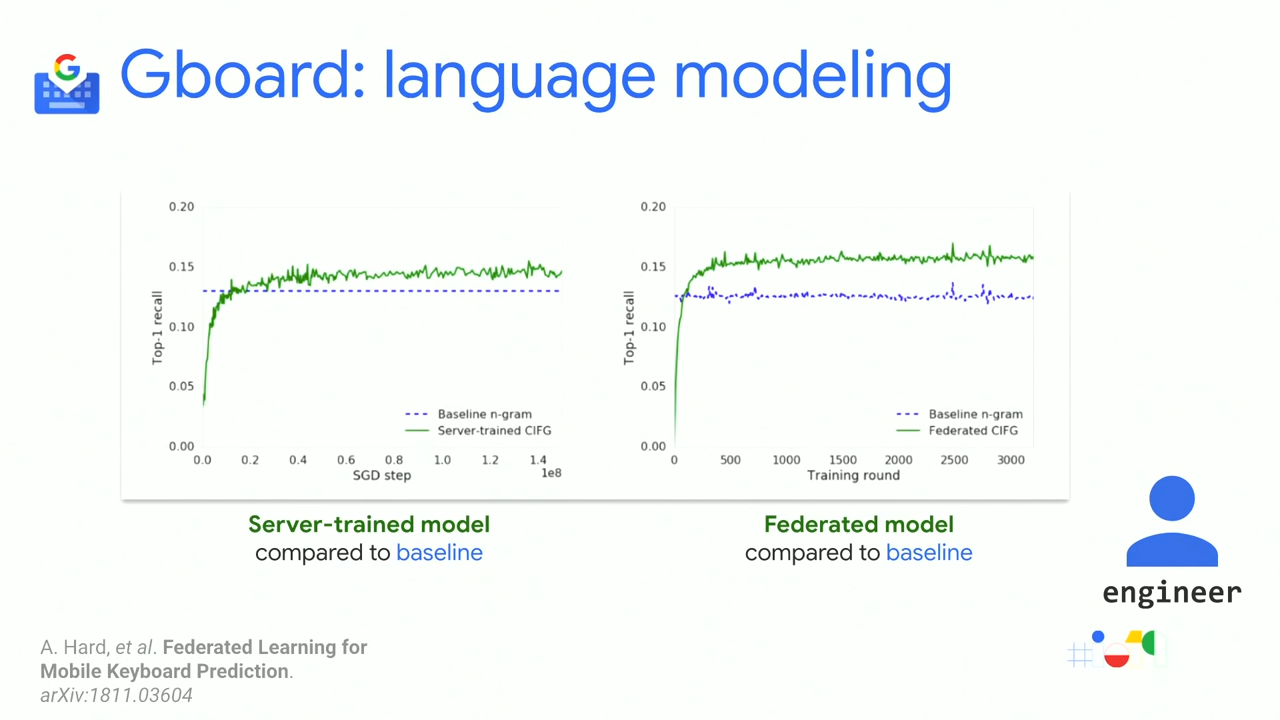 Gboard: language modeling
0.20
0.15
0.10
0.05
0.00
Top-1 recall
Baseline n-gram
Server-trained CIFG
0.0 0.2 0.4 0.6 0.8 1.0 1.2 1.4
1e8
SGD step
0.20
0.15
0.10
0.05
0.00
Top-1 recall
Baseline n-gram
Federated CIFG
0 500 1000 1500 2000 2500 3000
Training round
Server-trained model
compared to baseline
Federated model
compared to baseline
engineer
A. Hard, et al. Federated Learning for
Mobile Keyboard Prediction.
arXiv:1811.03604